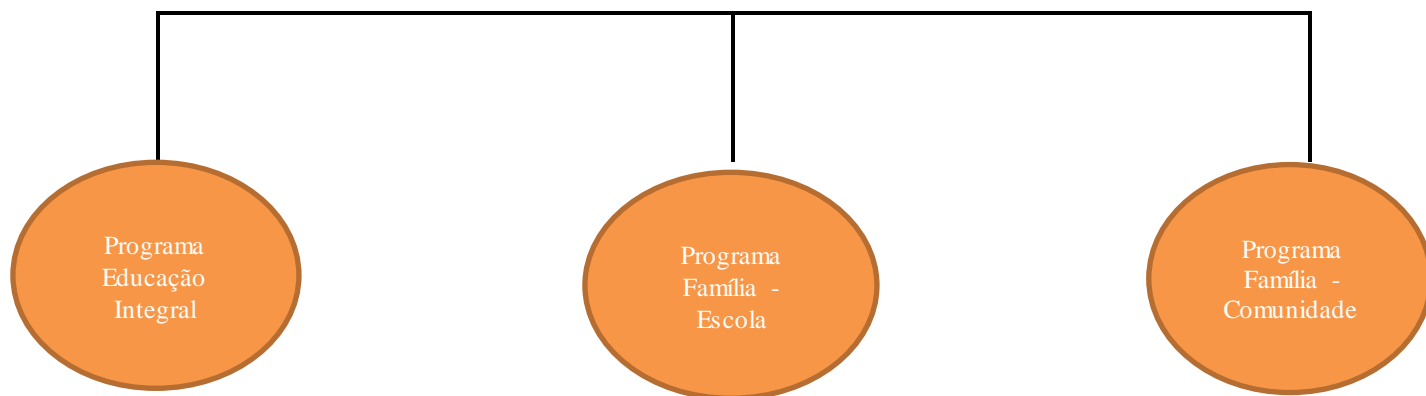 Programa
Educação
Integral
Programa
Família -
Escola
Programa
Família -
Comunidade